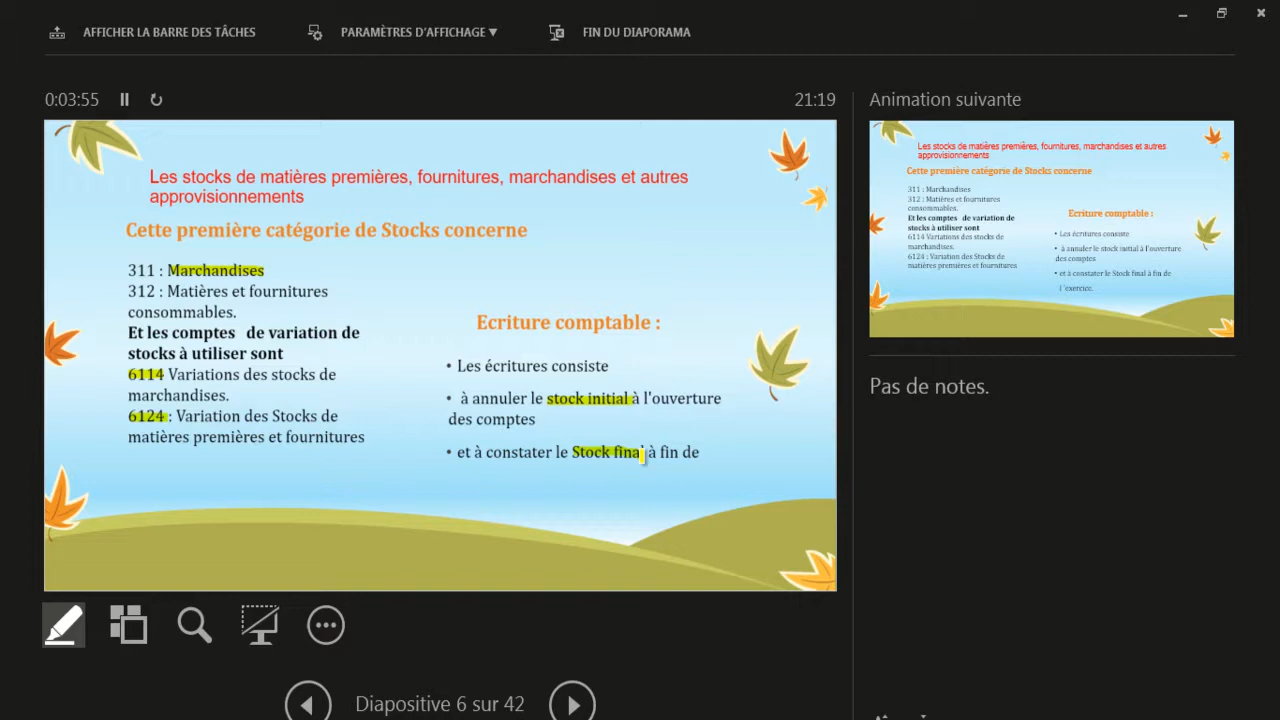 AFFICHER LA BARRE DES TÂCHES
PARAMÈTRES D'AFFICHAGE ▼
FIN DU DIAPORAMA
0:03:55
21:19
Les stocks de matières premières, fournitures, marchandises et autres
approvisionnements
Cette première catégorie de Stocks concerne
311 : Marchandises
312 : Matières et fournitures
consommables.
Et les comptes de variation de
stocks à utiliser sont
6114 Variations des stocks de
marchandises.
6124 : Variation des Stocks de
matières premières et fournitures
Ecriture comptable :
• Les écritures consiste
• à annuler le stock initial à l'ouverture
des comptes
• et à constater le Stock final à fin de
Animation suivante
Les stocks de matières premières, fournitures, marchandises et autres
approvisionnements
Cette première catégorie de Stocks concerne
311 : Marchandises
312 : Matières et fournitures
consommables.
Et les comptes de variation de
stocks à utiliser sont
6114 Variations des stocks de
marchandises.
6124 : Variation des Stocks de
matières premières et fournitures
Ecriture comptable :
• Les écritures consiste
• à annuler le stock initial à l'ouverture
des comptes
• et à constater le Stock final à fin de
l 'exercice.
Pas de notes.
Diapositive 6 sur 42